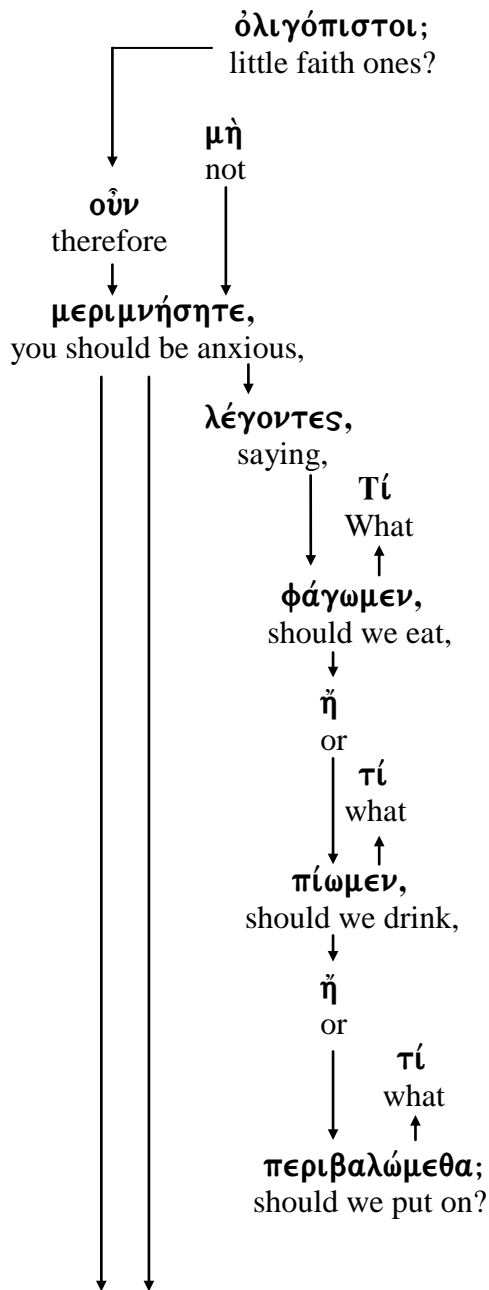 ὀλιγόπιστοι;
little faith ones?
μὴ
not
οὖν
therefore
μεριμνήσητε,
you should be anxious,
λέγοντες,
saying,
Τί
What
φάγωμεν,
should we eat,
ἤ
or
τί
what
πίωμεν,
should we drink,
ἤ
or
τί
what
περιβαλώμεθα;
should we put on?